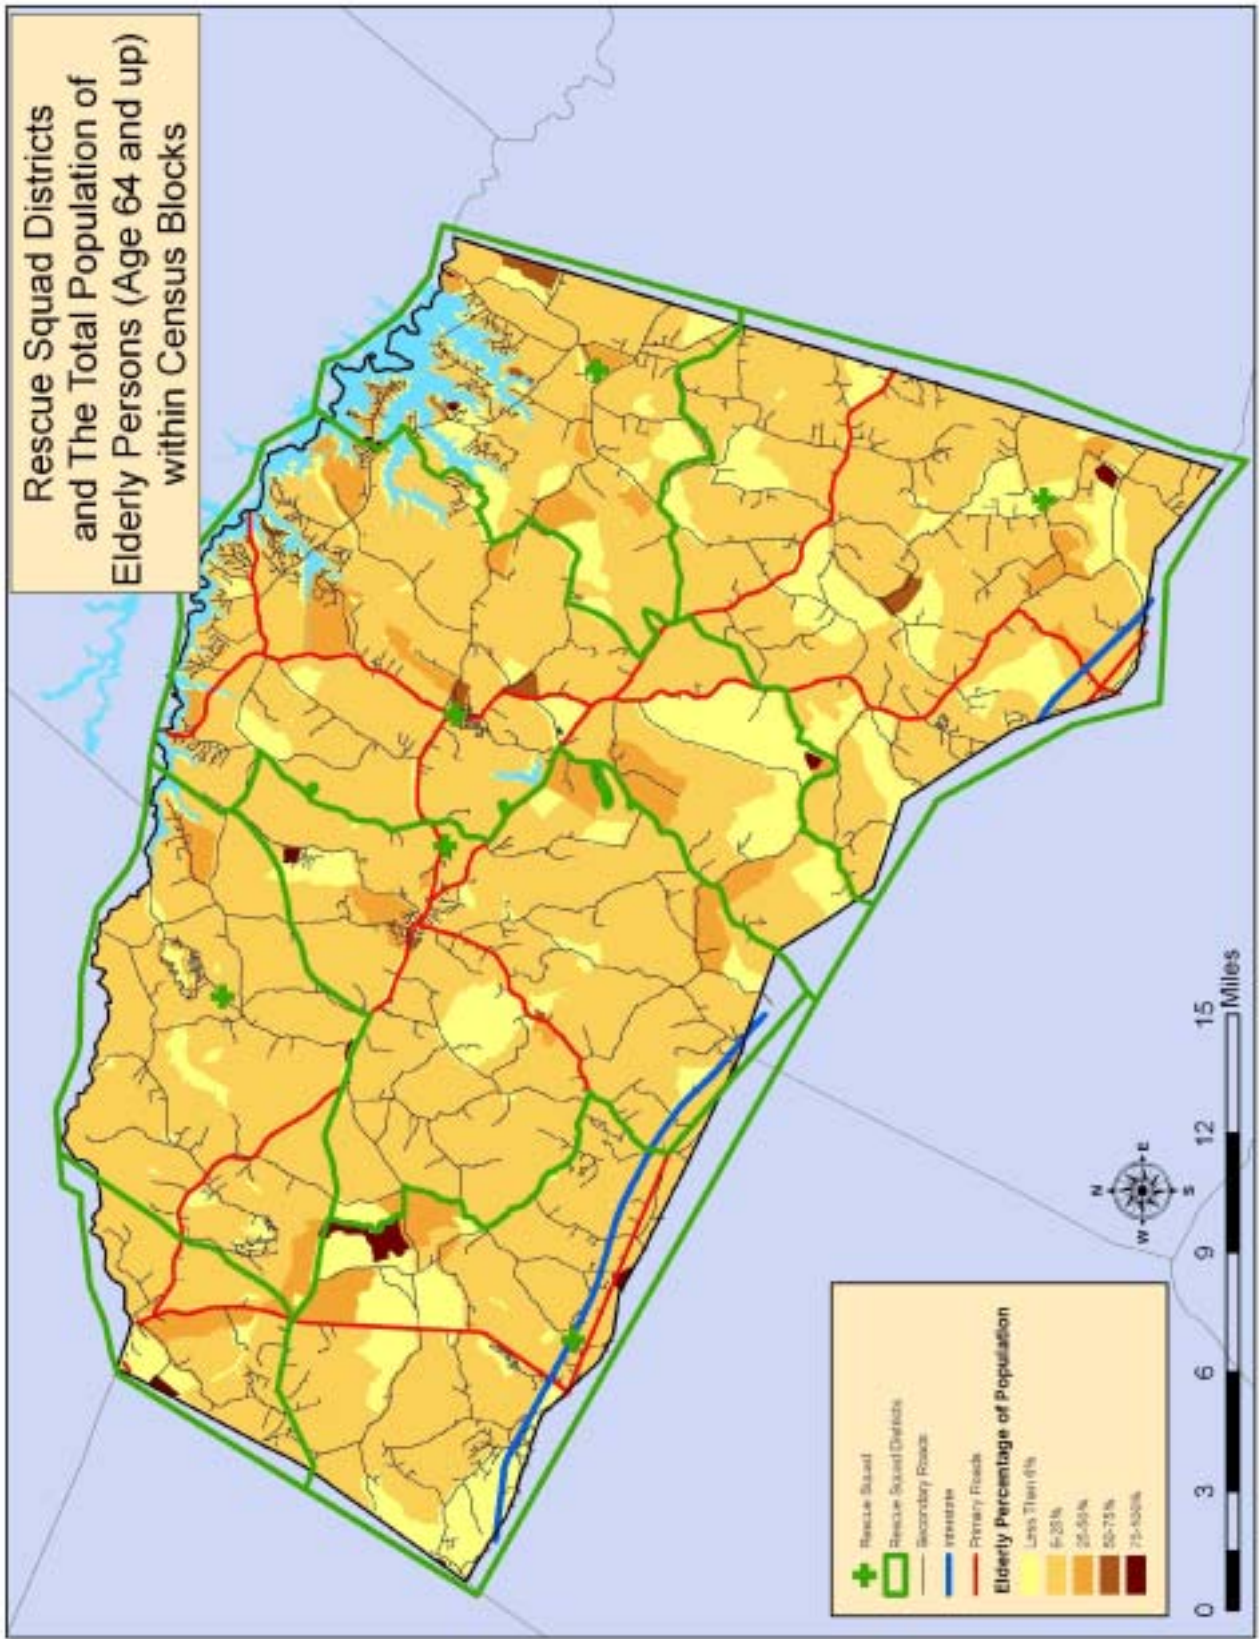 Rescue Squad Districts
and The Total Population of
Elderly Persons (Age 64 and up)
within Census Blocks
Rescue Squad
Rescue Squad Districts
Secondary Roads
Interstate
Primary Roads
Elderly Percentage of Population
Less Than 6%
6-25%
25-50%
50-75%
75-100%
N
W
E
S
0
3
6
9
12
15
Miles